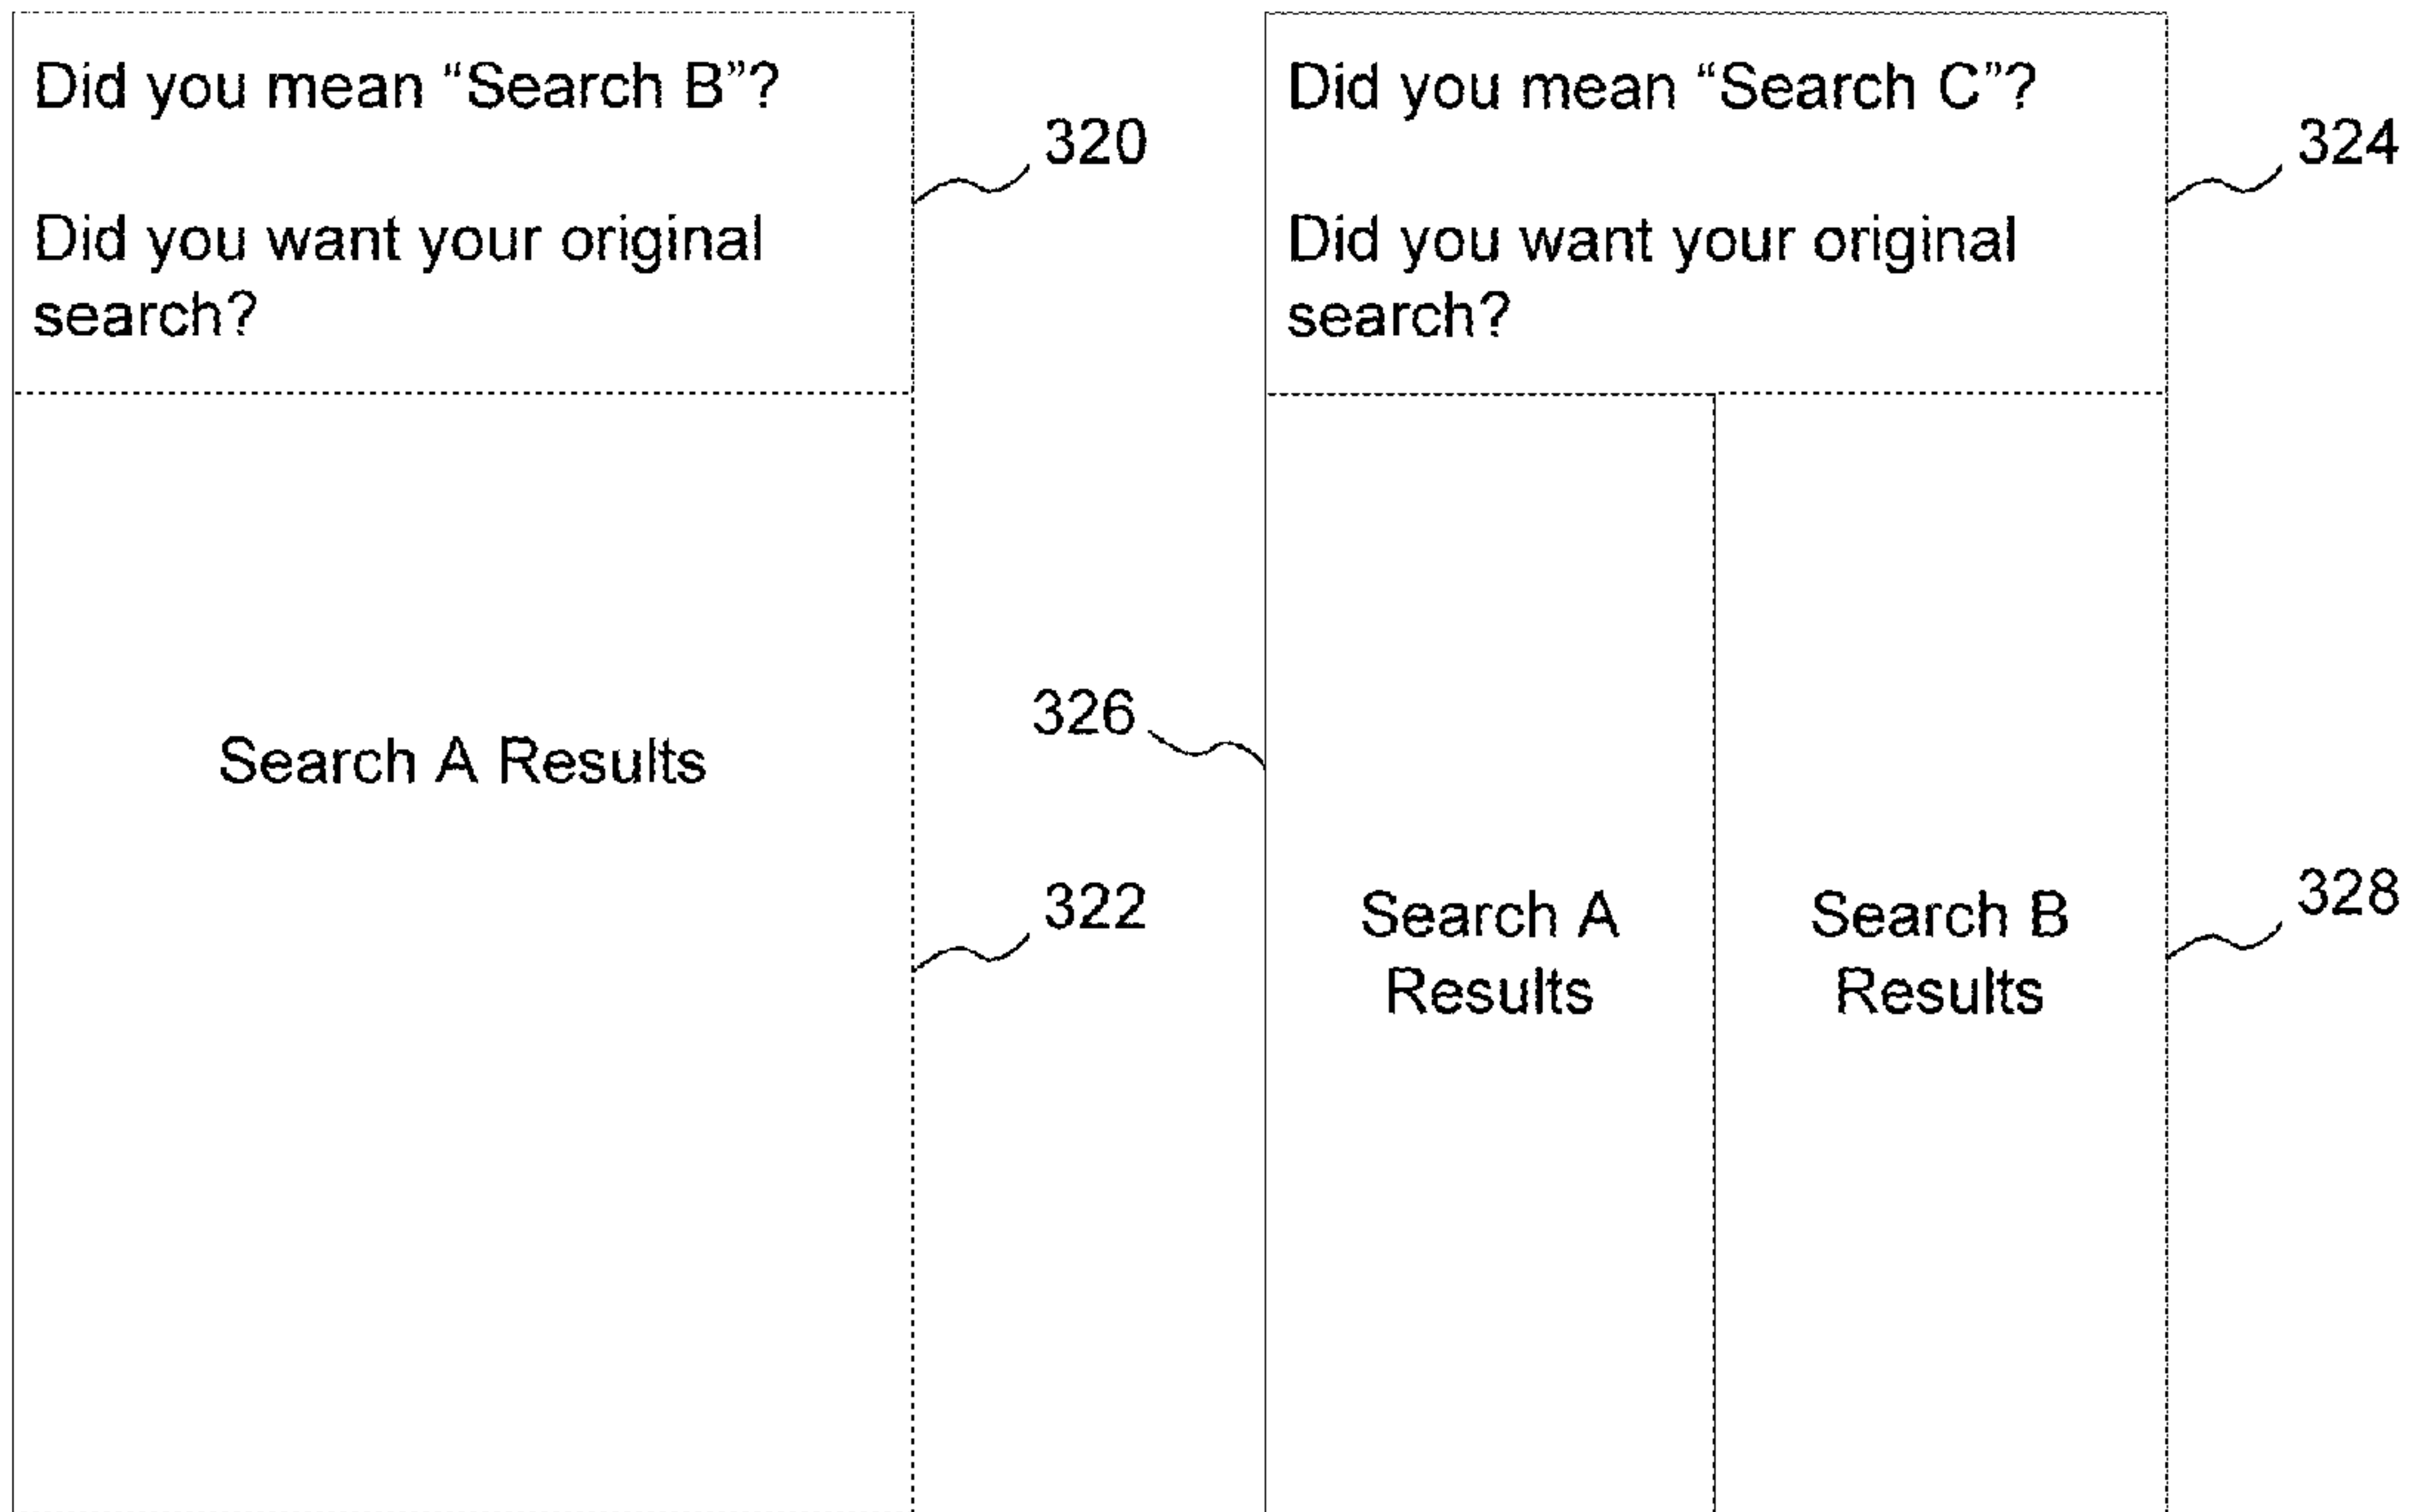 Did you mean “Search B”?
320
Did you want your original
search?
Search A Results
322
Did you mean “Search C”?
324
Did you want your original
search?
326
Search A
Results
Search B
Results
328